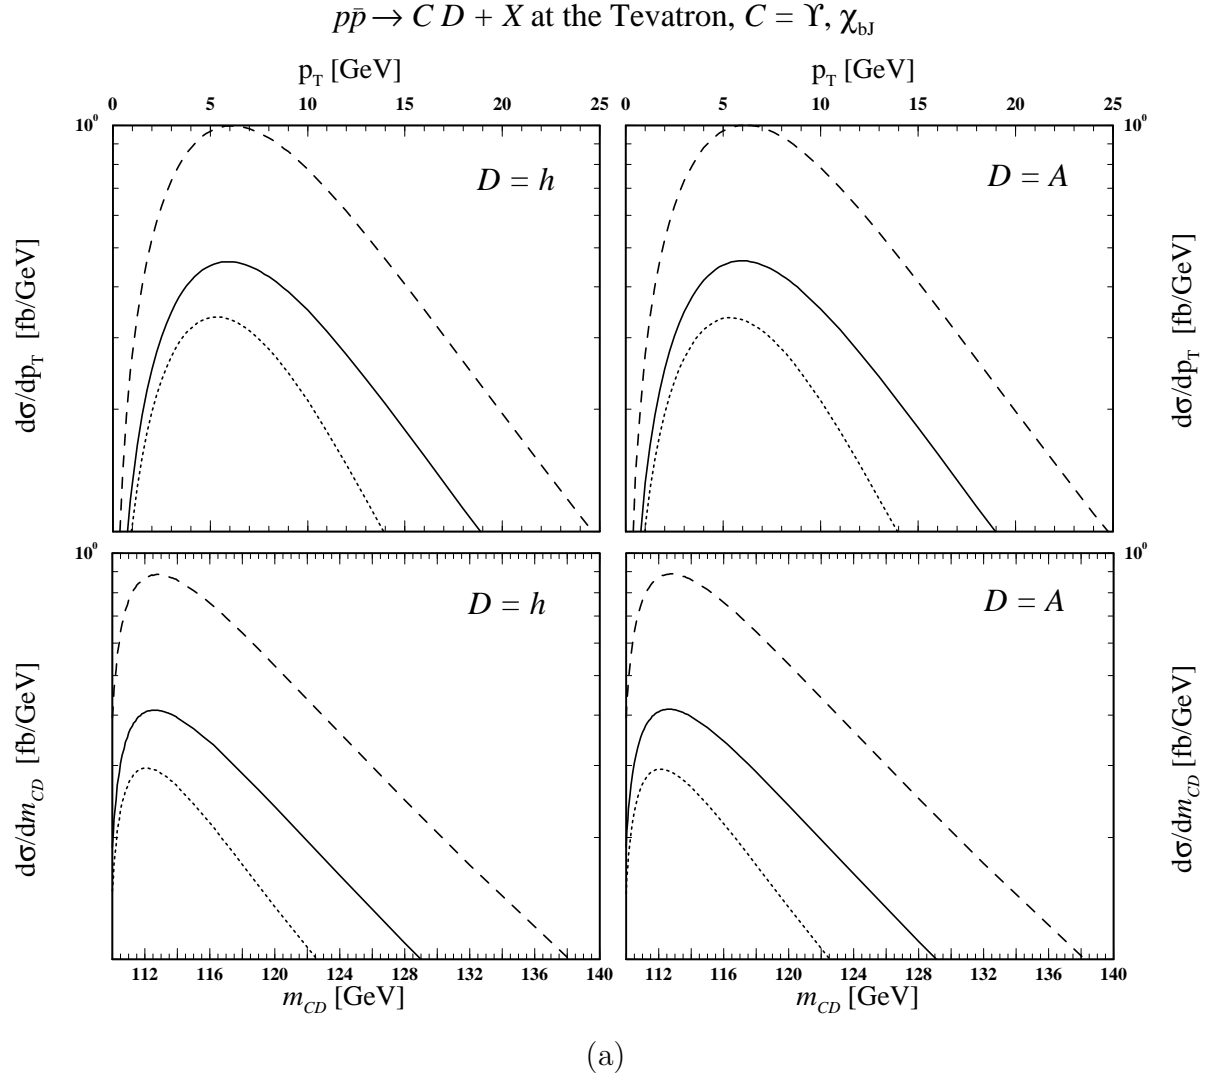 pp̄ → C D + X at the Tevatron, C = ϒ, χbJ
pT [GeV] pT [GeV]
0 5 10 15 20 25 0 5 10 15 20 25
10⁰ 10⁰
D = h D = A
dσ/dpT [fb/GeV] dσ/dpT [fb/GeV]
10⁰ 10⁰
D = h D = A
dσ/dmCD [fb/GeV] dσ/dmCD [fb/GeV]
112 116 120 124 128 132 136 140 112 116 120 124 128 132 136 140
mCD [GeV] mCD [GeV]
(a)